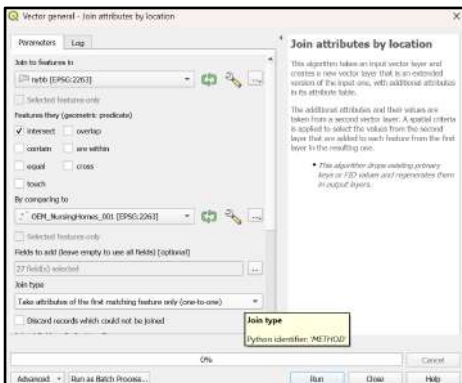 Vector general - Join attributes by location
Parameters
Log
Join to features in
nybb [EPSG:2263]
Selected features only
Features they (geometric predicate)
intersect
overlap
contain
are within
equal
cross
touch
By comparing to
OEM_NursingHomes_001 [EPSG:2263]
Selected features only
Fields to add (leave empty to use all fields) [optional]
27 field(s) selected
Join type
Take attributes of the first matching feature only (one-to-one)
Discard records which could not be joined
Join attributes by location
This algorithm takes an input vector layer and
creates a new vector layer that is an extended
version of the input one, with additional attributes
in its attribute table.
The additional attributes and their values are
taken from a second vector layer. A spatial criteria
is applied to select the values from the second
layer that are added to each feature from the first
layer in the resulting one.
• This algorithm drops existing primary
keys or FID values and regenerates them
in output layers.
Join type
Python identifier: 'METHOD'
0%
Cancel
Advanced
Run as Batch Process...
Run
Close
Help